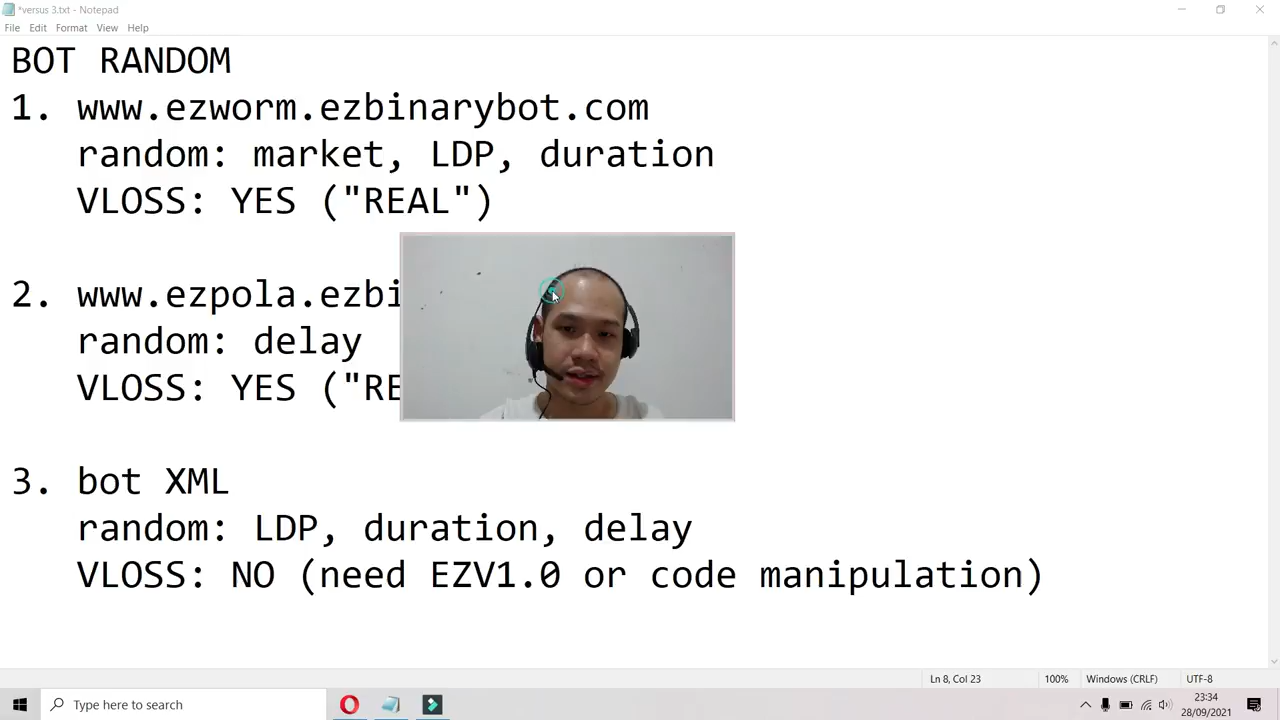 *versus 3.txt - Notepad
File Edit Format View Help
BOT RANDOM
1. www.ezworm.ezbinarybot.com
random: market, LDP, duration
VLOSS: YES ("REAL")
2. www.ezpola.ezbi
random: delay
VLOSS: YES ("RE
3. bot XML
random: LDP, duration, delay
VLOSS: NO (need EZV1.0 or code manipulation)
Ln 8, Col 23 100% Windows (CRLF) UTF-8
Type here to search
23:34
28/09/2021